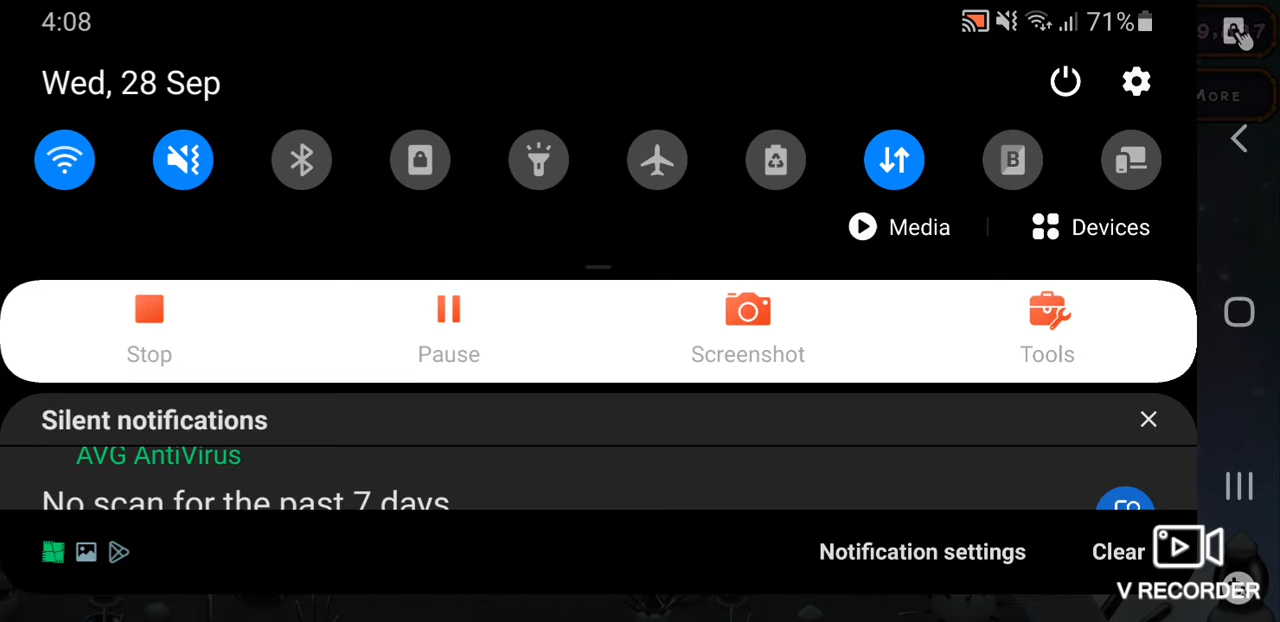 4:08
71%
Wed, 28 Sep
MORE
B
Media
Devices
Stop
Pause
Screenshot
Tools
Silent notifications
AVG AntiVirus
No scan for the past 7 days
Notification settings
Clear
V RECORDER